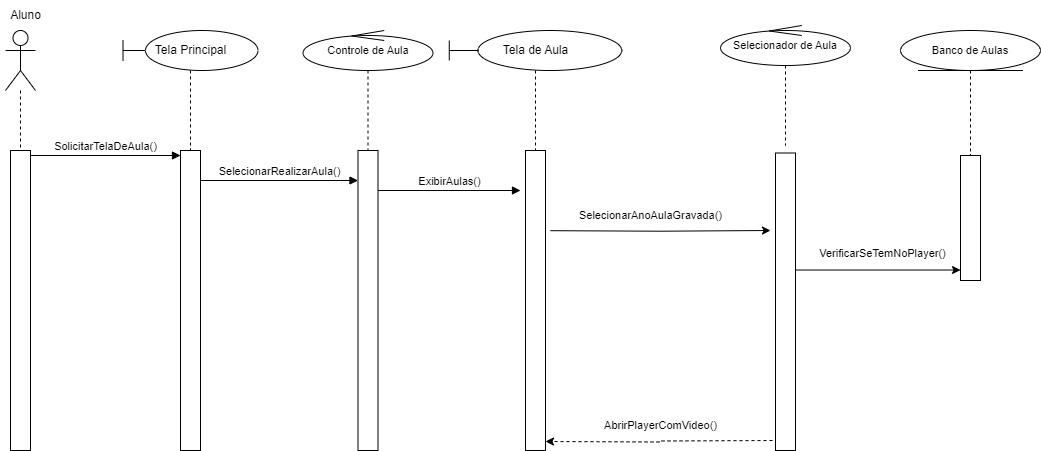 Aluno
Tela Principal
Controle de Aula
Tela de Aula
Selecionador de Aula
Banco de Aulas
SolicitarTelaDeAula()
SelecionarRealizarAula()
ExibirAulas()
SelecionarAnoAulaGravada()
VerificarSeTemNoPlayer()
AbrirPlayerComVideo()